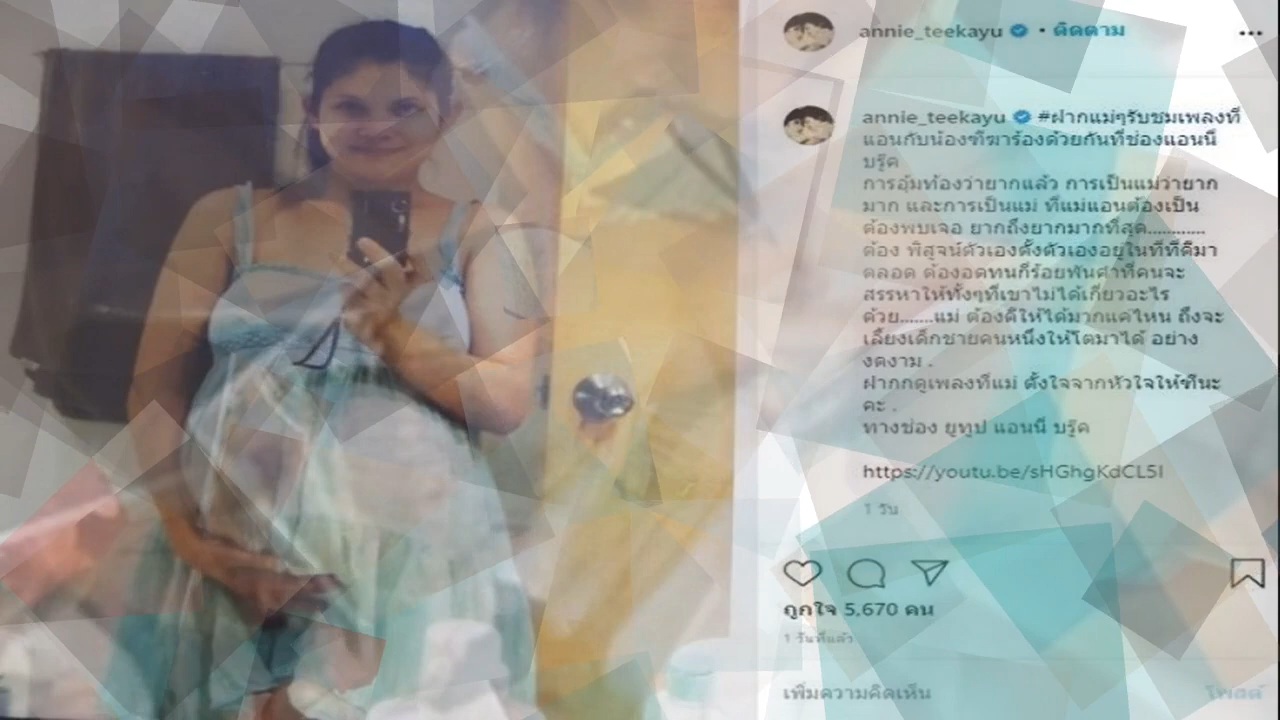 annie_teekayu • ติดตาม
annie_teekayu #ฝากแม่ๆรับชมเพลงที่
แอนกับน้องฑีฆาร้องด้วยกันที่ช่องแอนนี่
บรู๊ค
การอุ้มท้องว่ายากแล้ว การเป็นแม่ว่ายาก
มาก และการเป็นแม่ ที่แม่แอนต้องเป็น
ต้องพบเจอ ยากถึงยากมากที่สุด............
ต้อง พิสูจน์ตัวเองตั้งตัวเองอยู่ในที่ที่ดีมา
ตลอด ต้องอดทนกี่ร้อยพันคำที่คนจะ
สรรหาให้ทั้งๆที่เขาไม่ได้เกี่ยวอะไร
ด้วย.......แม่ ต้องดีให้ได้มากแค่ไหน ถึงจะ
เลี้ยงเด็กชายคนหนึ่งให้โตมาได้ อย่าง
งดงาม .
ฝากกดูเพลงที่แม่ ตั้งใจจากหัวใจให้ฑีนะ
คะ .
ทางช่อง ยูทูป แอนนี่ บรู๊ค
https://youtu.be/sHGhgKdCL5I
1 วัน
ถูกใจ 5,670 คน
1 วันที่แล้ว
เพิ่มความคิดเห็น
โพสต์